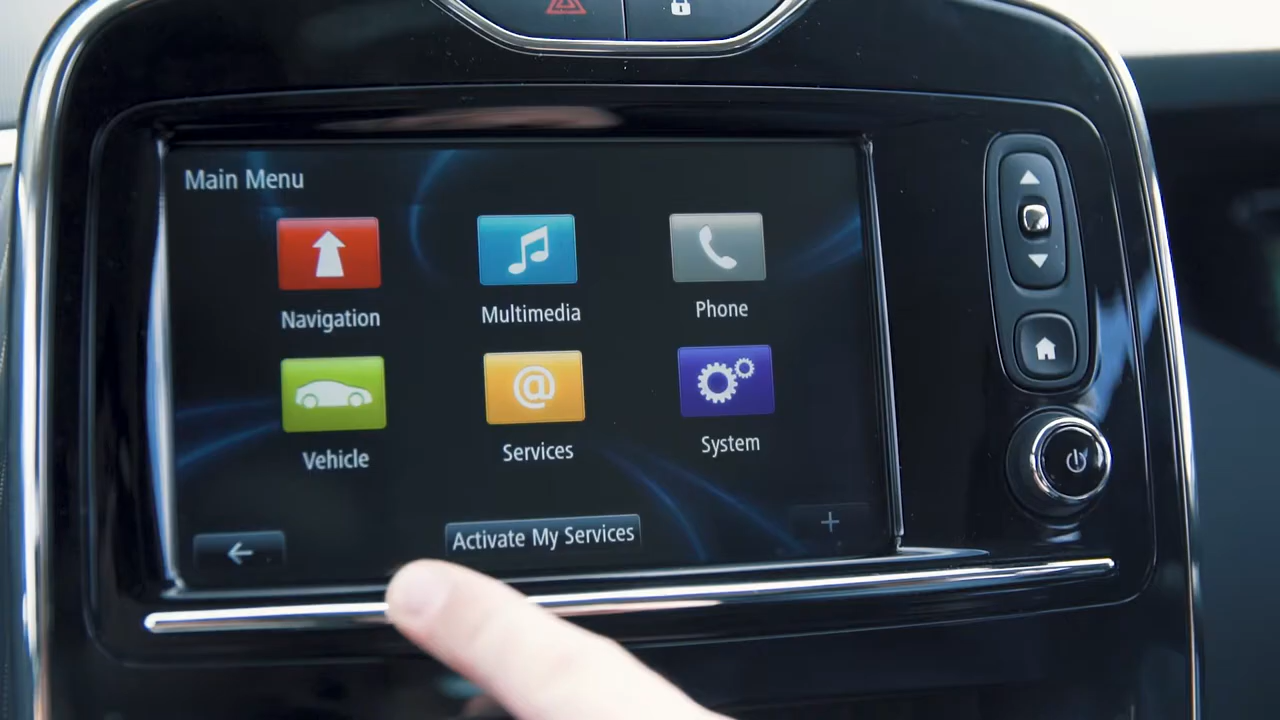 Main Menu
Navigation
Multimedia
Phone
Vehicle
@
Services
System
Activate My Services